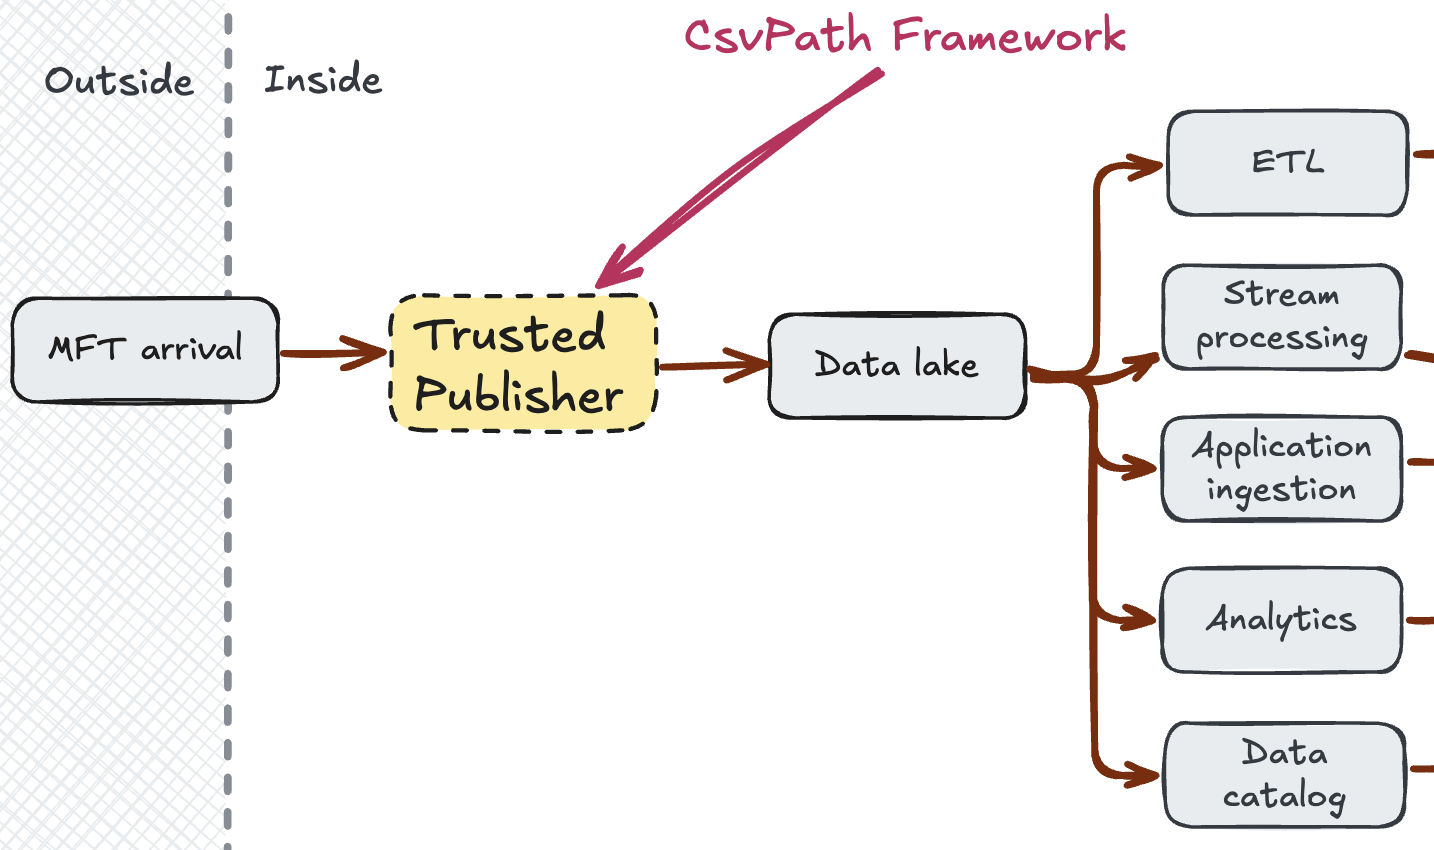 CsvPath Framework
Outside
Inside
MFT arrival
Trusted
Publisher
Data lake
ETL
Stream
processing
Application
ingestion
Analytics
Data
catalog